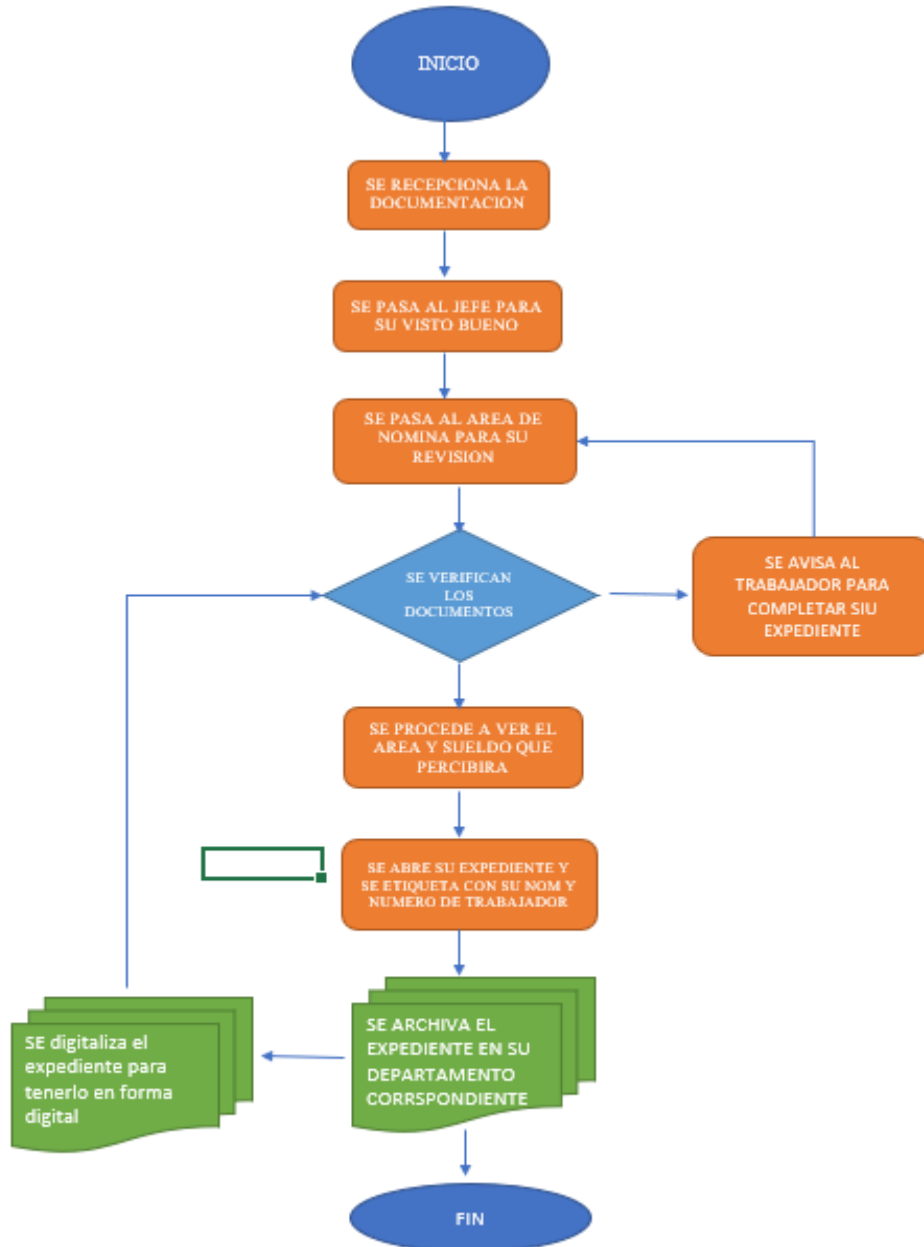 INICIO
SE RECEPCIONA LA
DOCUMENTACION
SE PASA AL JEFE PARA
SU VISTO BUENO
SE PASA AL AREA DE
NOMINA PARA SU
REVISION
SE VERIFICAN
LOS
DOCUMENTOS
SE AVISA AL
TRABAJADOR PARA
COMPLETAR SIU
EXPEDIENTE
SE PROCEDE A VER EL
AREA Y SUELDO QUE
PERCIBIRA
SE ABRE SU EXPEDIENTE Y
SE ETIQUETA CON SU NOM Y
NUMERO DE TRABAJADOR
SE ARCHIVA EL
EXPEDIENTE EN SU
DEPARTAMENTO
CORRSPONDIENTE
SE digitaliza el
expediente para
tenerlo en forma
digital
FIN